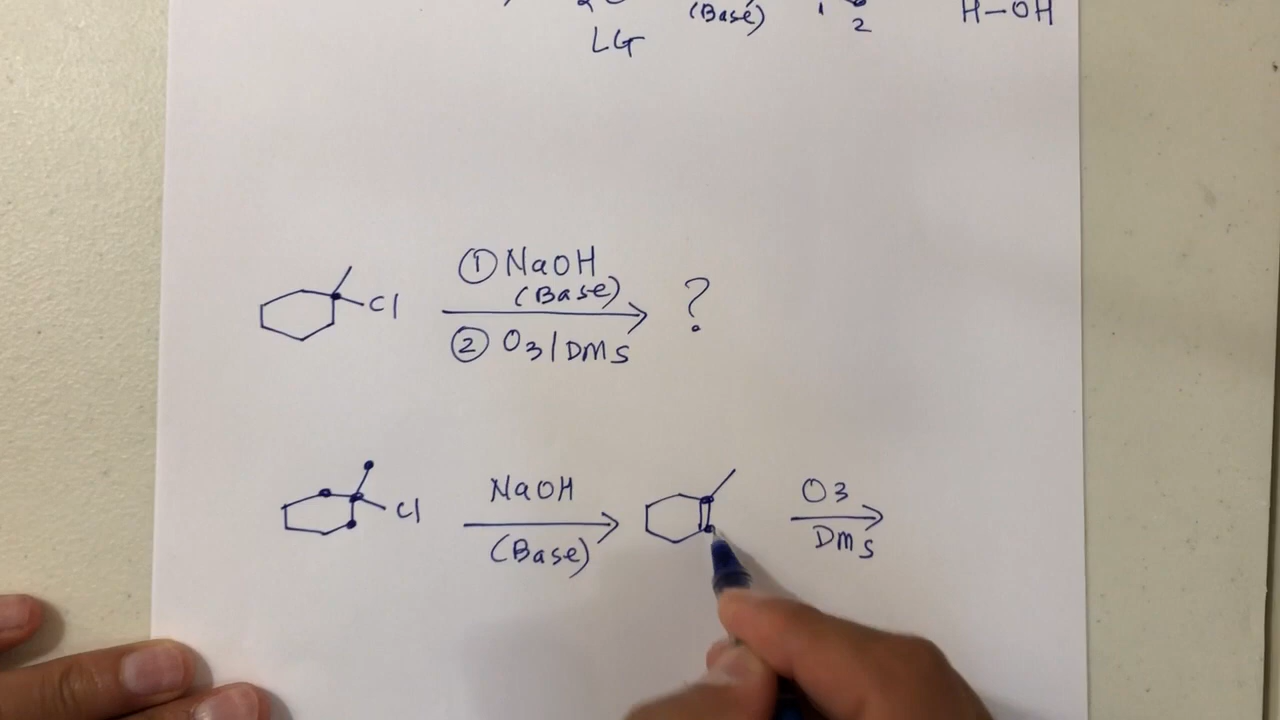 (Base) 1 2 H-OH
LG
① NaOH
(Base)
Cl ?
② O3/DMS
NaOH O3
Cl
(Base) DMS